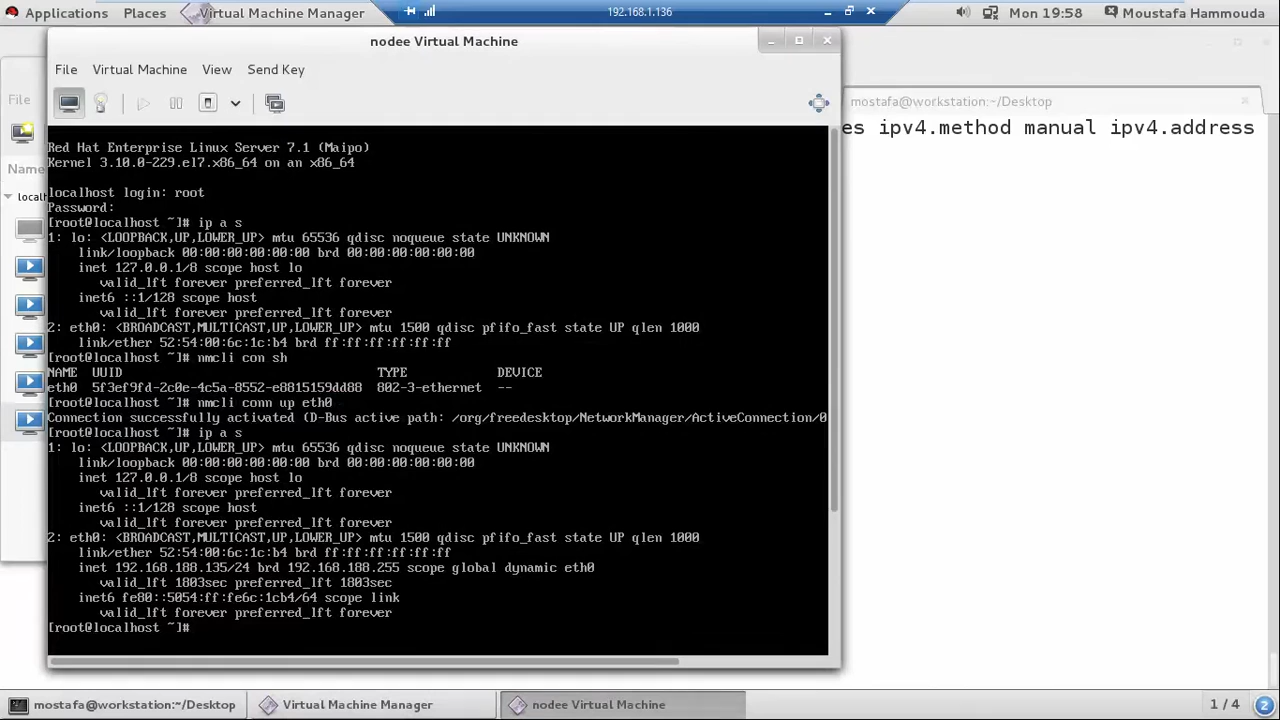 Applications Places Virtual Machine Manager 192.168.1.136 Mon 19:58 Moustafa Hammouda
nodee Virtual Machine
File Virtual Machine View Send Key
File
mostafa@workstation:~/Desktop
es ipv4.method manual ipv4.address
Name
local
Red Hat Enterprise Linux Server 7.1 (Maipo)
Kernel 3.10.0-229.el7.x86_64 on an x86_64
localhost login: root
Password:
[root@localhost ~]# ip a s
1: lo: <LOOPBACK,UP,LOWER_UP> mtu 65536 qdisc noqueue state UNKNOWN
link/loopback 00:00:00:00:00:00 brd 00:00:00:00:00:00
inet 127.0.0.1/8 scope host lo
valid_lft forever preferred_lft forever
inet6 ::1/128 scope host
valid_lft forever preferred_lft forever
2: eth0: <BROADCAST,MULTICAST,UP,LOWER_UP> mtu 1500 qdisc pfifo_fast state UP qlen 1000
link/ether 52:54:00:6c:1c:b4 brd ff:ff:ff:ff:ff:ff
[root@localhost ~]# nmcli con sh
NAME UUID TYPE DEVICE
eth0 5f3ef9fd-2c0e-4c5a-8552-e8815159dd88 802-3-ethernet --
[root@localhost ~]# nmcli conn up eth0
Connection successfully activated (D-Bus active path: /org/freedesktop/NetworkManager/ActiveConnection/0
[root@localhost ~]# ip a s
1: lo: <LOOPBACK,UP,LOWER_UP> mtu 65536 qdisc noqueue state UNKNOWN
link/loopback 00:00:00:00:00:00 brd 00:00:00:00:00:00
inet 127.0.0.1/8 scope host lo
valid_lft forever preferred_lft forever
inet6 ::1/128 scope host
valid_lft forever preferred_lft forever
2: eth0: <BROADCAST,MULTICAST,UP,LOWER_UP> mtu 1500 qdisc pfifo_fast state UP qlen 1000
link/ether 52:54:00:6c:1c:b4 brd ff:ff:ff:ff:ff:ff
inet 192.168.188.135/24 brd 192.168.188.255 scope global dynamic eth0
valid_lft 1803sec preferred_lft 1803sec
inet6 fe80::5054:ff:fe6c:1cb4/64 scope link
valid_lft forever preferred_lft forever
[root@localhost ~]#
mostafa@workstation:~/Desktop Virtual Machine Manager nodee Virtual Machine 1 / 4 2